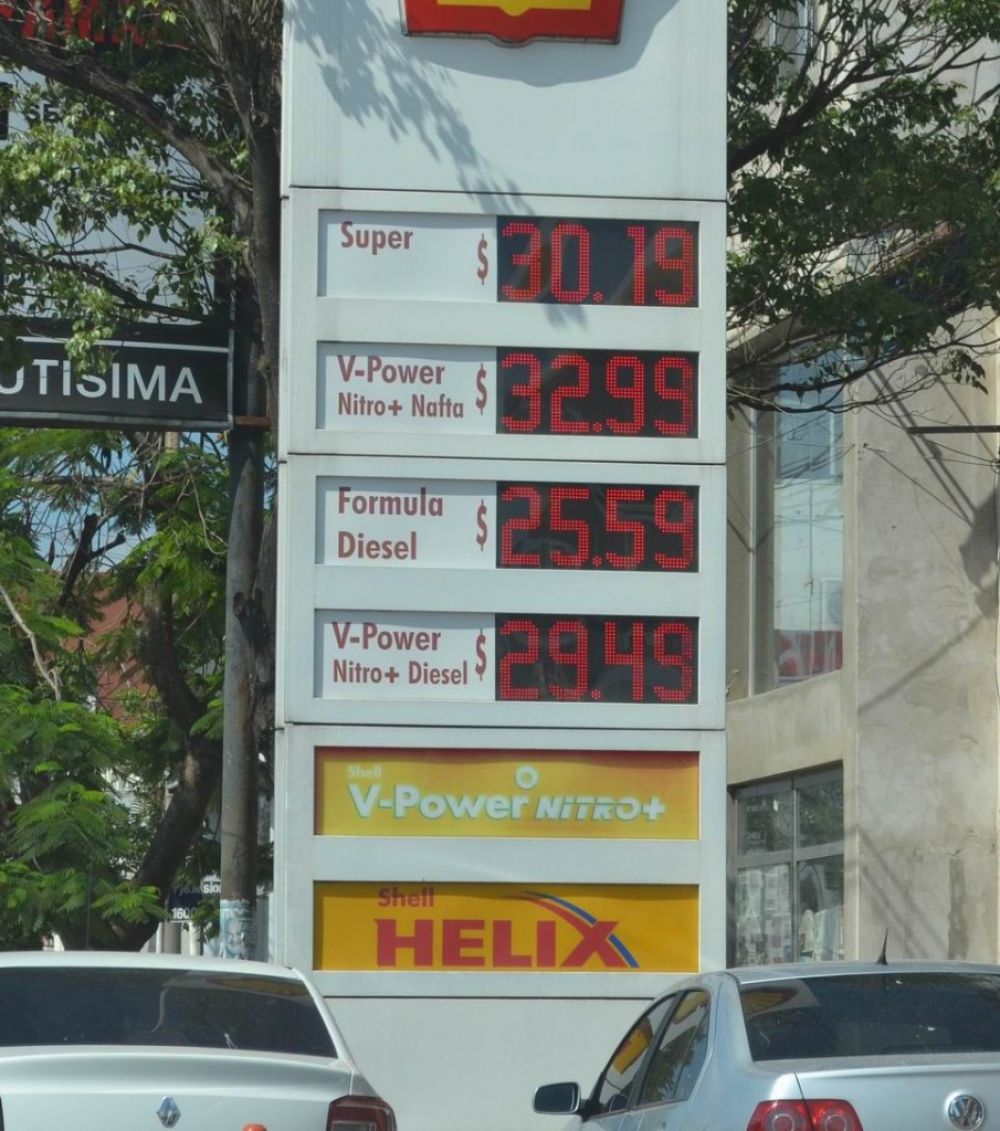 UTISIMA
Super $ 30.19
V-Power $ 32.99
Nitro+ Nafta
Formula $ 25.59
Diesel
V-Power $ 29.49
Nitro+ Diesel
Shell
V-Power NiTRO+
Shell
HELIX